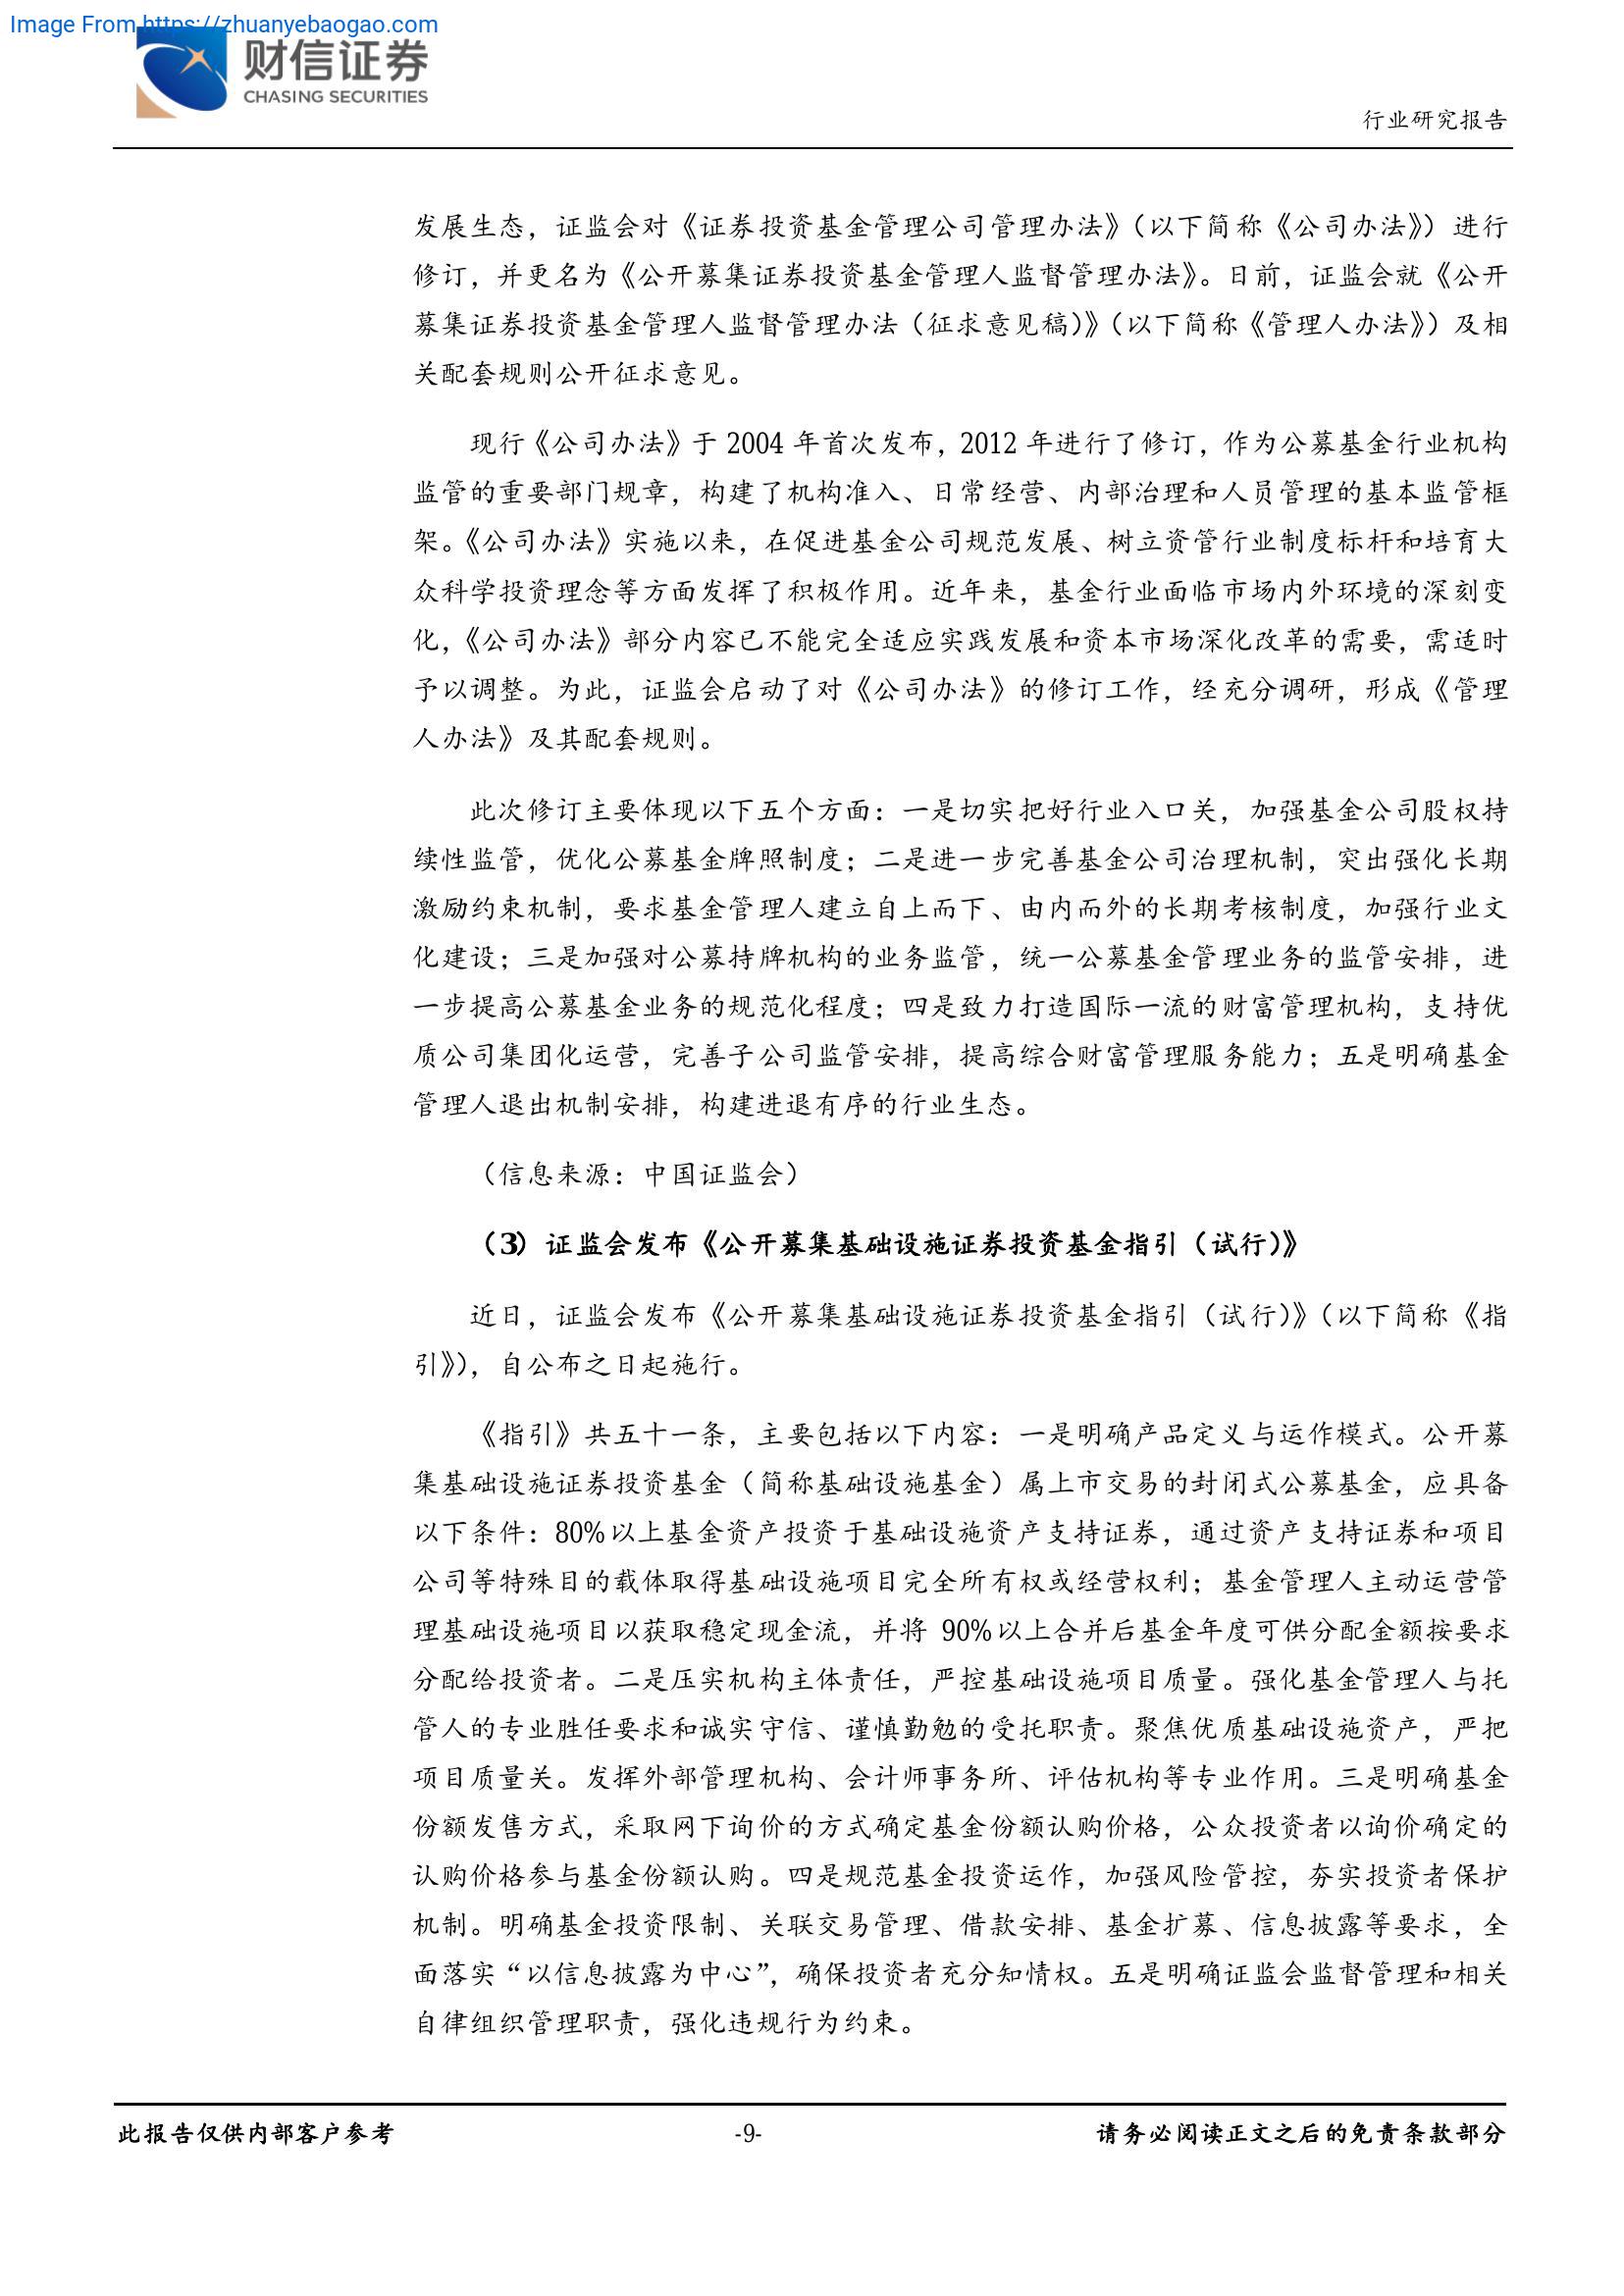 Image From https://zhuanyebaogao.com
财信证券
CHASING SECURITIES
行业研究报告
发展生态，证监会对《证券投资基金管理公司管理办法》（以下简称《公司办法》）进行
修订，并更名为《公开募集证券投资基金管理人监督管理办法》。日前，证监会就《公开
募集证券投资基金管理人监督管理办法（征求意见稿）》（以下简称《管理人办法》）及相
关配套规则公开征求意见。
现行《公司办法》于 2004 年首次发布，2012 年进行了修订，作为公募基金行业机构
监管的重要部门规章，构建了机构准入、日常经营、内部治理和人员管理的基本监管框
架。《公司办法》实施以来，在促进基金公司规范发展、树立资管行业制度标杆和培育大
众科学投资理念等方面发挥了积极作用。近年来，基金行业面临市场内外环境的深刻变
化，《公司办法》部分内容已不能完全适应实践发展和资本市场深化改革的需要，需适时
予以调整。为此，证监会启动了对《公司办法》的修订工作，经充分调研，形成《管理
人办法》及其配套规则。
此次修订主要体现以下五个方面：一是切实把好行业入口关，加强基金公司股权持
续性监管，优化公募基金牌照制度；二是进一步完善基金公司治理机制，突出强化长期
激励约束机制，要求基金管理人建立自上而下、由内而外的长期考核制度，加强行业文
化建设；三是加强对公募持牌机构的业务监管，统一公募基金管理业务的监管安排，进
一步提高公募基金业务的规范化程度；四是致力打造国际一流的财富管理机构，支持优
质公司集团化运营，完善子公司监管安排，提高综合财富管理服务能力；五是明确基金
管理人退出机制安排，构建进退有序的行业生态。
（信息来源：中国证监会）
（3）证监会发布《公开募集基础设施证券投资基金指引（试行）》
近日，证监会发布《公开募集基础设施证券投资基金指引（试行）》（以下简称《指
引》），自公布之日起施行。
《指引》共五十一条，主要包括以下内容：一是明确产品定义与运作模式。公开募
集基础设施证券投资基金（简称基础设施基金）属上市交易的封闭式公募基金，应具备
以下条件：80%以上基金资产投资于基础设施资产支持证券，通过资产支持证券和项目
公司等特殊目的载体取得基础设施项目完全所有权或经营权利；基金管理人主动运营管
理基础设施项目以获取稳定现金流，并将 90%以上合并后基金年度可供分配金额按要求
分配给投资者。二是压实机构主体责任，严控基础设施项目质量。强化基金管理人与托
管人的专业胜任要求和诚实守信、谨慎勤勉的受托职责。聚焦优质基础设施资产，严把
项目质量关。发挥外部管理机构、会计师事务所、评估机构等专业作用。三是明确基金
份额发售方式，采取网下询价的方式确定基金份额认购价格，公众投资者以询价确定的
认购价格参与基金份额认购。四是规范基金投资运作，加强风险管控，夯实投资者保护
机制。明确基金投资限制、关联交易管理、借款安排、基金扩募、信息披露等要求，全
面落实“以信息披露为中心”，确保投资者充分知情权。五是明确证监会监督管理和相关
自律组织管理职责，强化违规行为约束。
此报告仅供内部客户参考
-9-
请务必阅读正文之后的免责条款部分